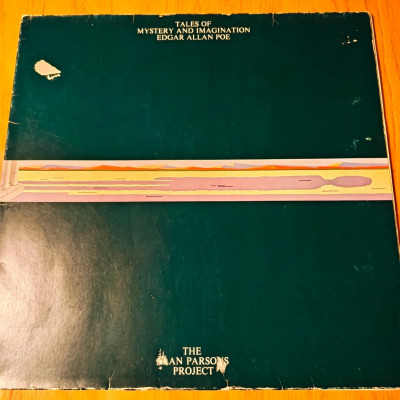 TALES OF
MYSTERY AND IMAGINATION
EDGAR ALLAN POE
THE
ALAN PARSONS
PROJECT